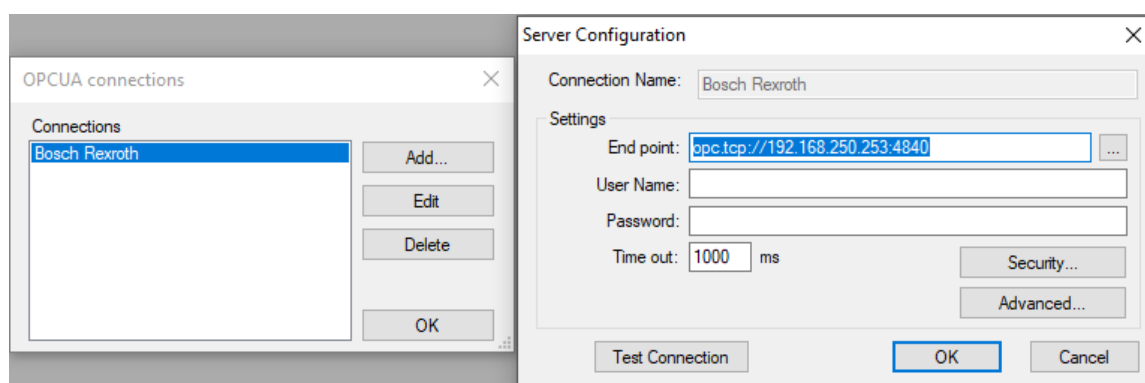 OPCUA connections
Connections
Bosch Rexroth
Add...
Edit
Delete
OK
Server Configuration
Connection Name: Bosch Rexroth
Settings
End point: opc.tcp://192.168.250.253:4840 ...
User Name:
Password:
Time out: 1000 ms
Security...
Advanced...
Test Connection OK Cancel